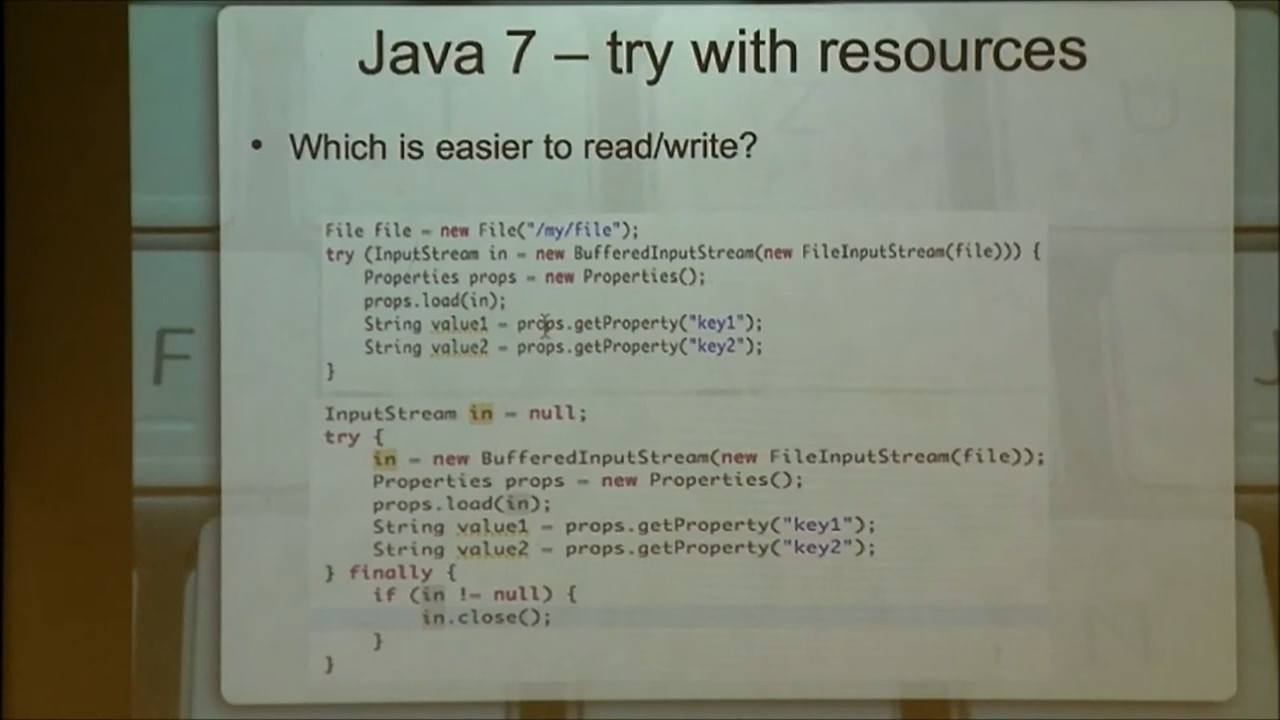 Java 7 – try with resources
• Which is easier to read/write?
File file = new File("/my/file");
try (InputStream in = new BufferedInputStream(new FileInputStream(file))) {
Properties props = new Properties();
props.load(in);
String value1 = props.getProperty("key1");
String value2 = props.getProperty("key2");
}
InputStream in = null;
try {
in = new BufferedInputStream(new FileInputStream(file));
Properties props = new Properties();
props.load(in);
String value1 = props.getProperty("key1");
String value2 = props.getProperty("key2");
} finally {
if (in != null) {
in.close();
}
}
F
N